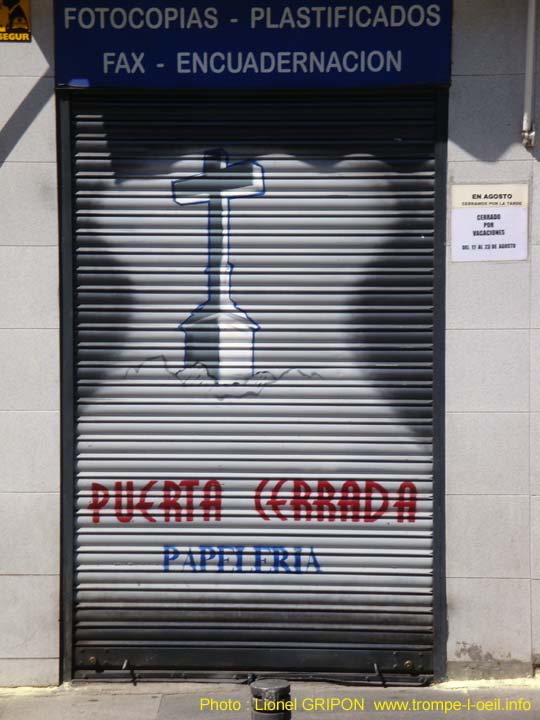 FOTOCOPIAS - PLASTIFICADOS
FAX - ENCUADERNACION
SEGUR
EN AGOSTO
CERRAMOS POR LA TARDE
CERRADO
POR
VACACIONES
DEL 17 AL 23 DE AGOSTO
PUERTA CERRADA
PAPELERIA
Photo : Lionel GRIPON www.trompe-l-oeil.info